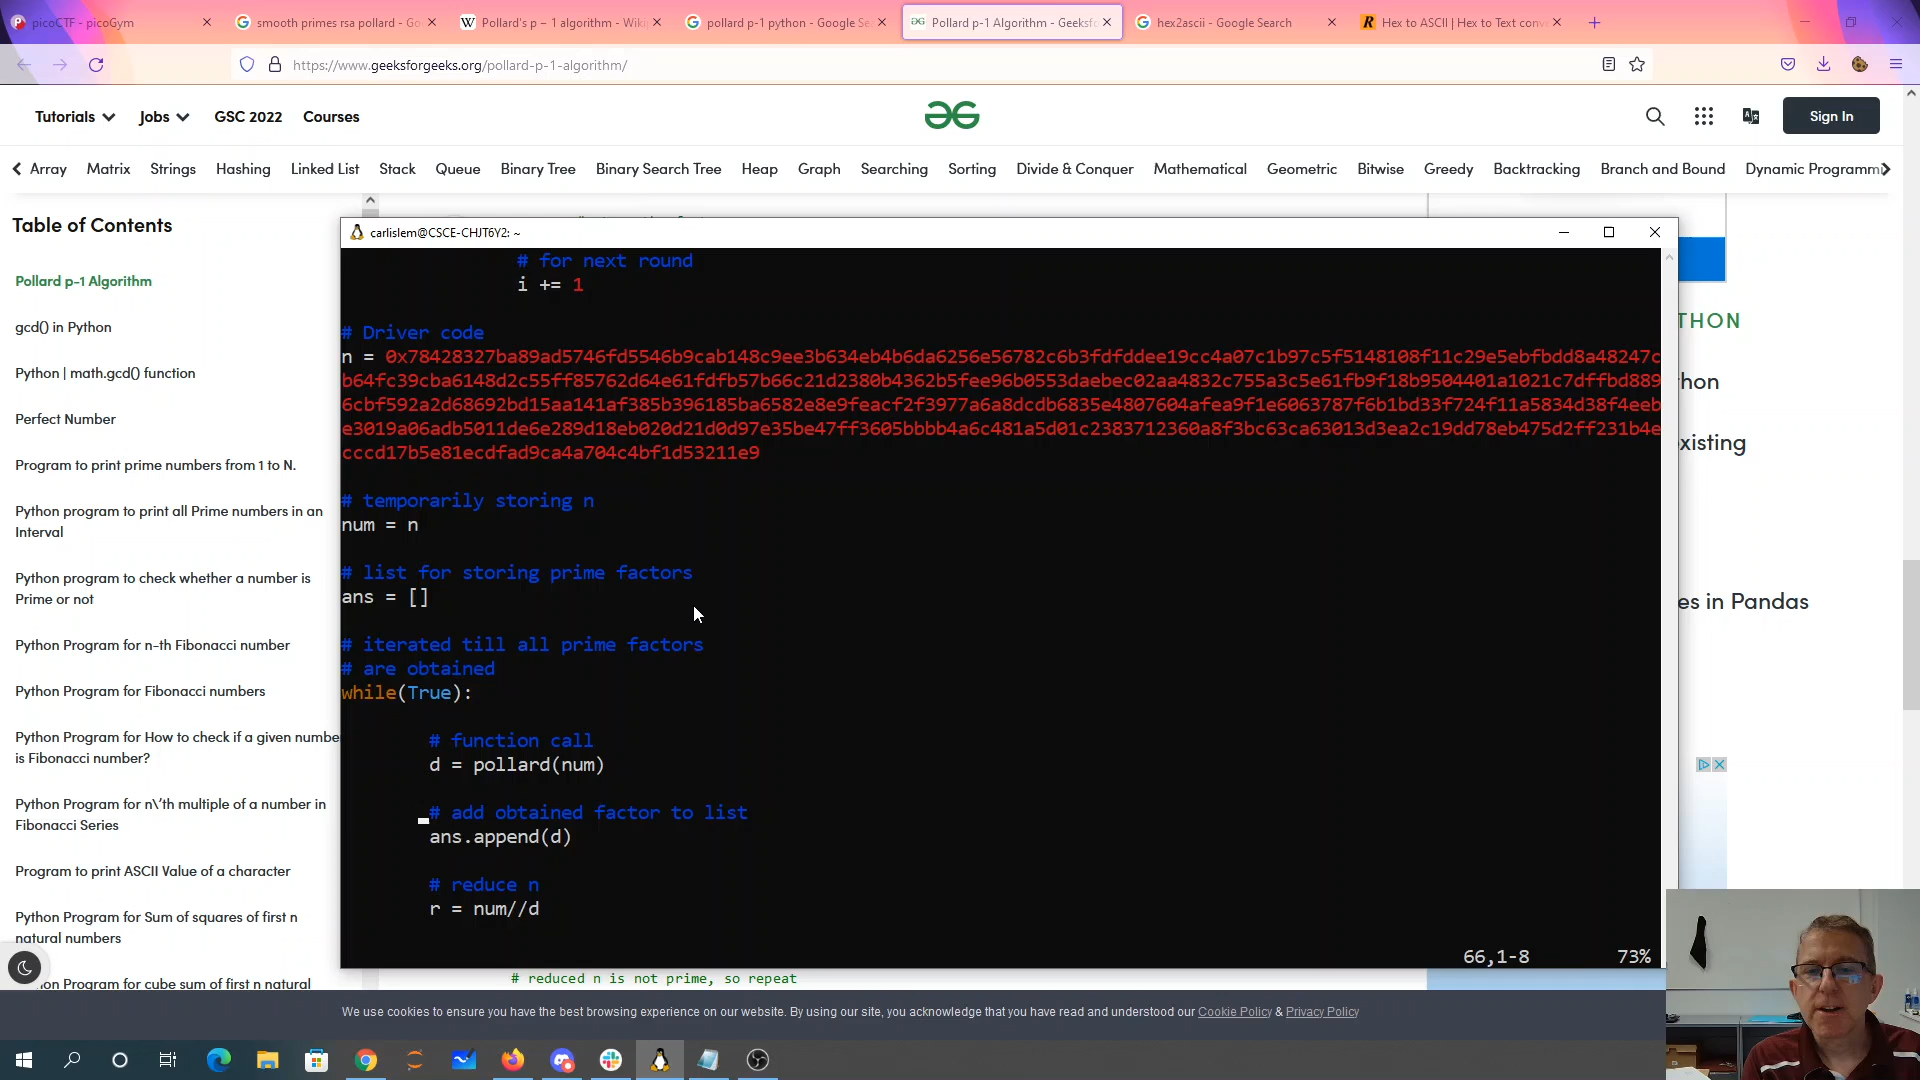 picoCTF - picoGym
smooth primes rsa pollard - Go
Pollard's p − 1 algorithm - Wiki
pollard p-1 python - Google Se
Pollard p-1 Algorithm - Geeksfo
hex2ascii - Google Search
Hex to ASCII | Hex to Text conv
https://www.geeksforgeeks.org/pollard-p-1-algorithm/
Tutorials
Jobs
GSC 2022
Courses
Sign In
Array
Matrix
Strings
Hashing
Linked List
Stack
Queue
Binary Tree
Binary Search Tree
Heap
Graph
Searching
Sorting
Divide & Conquer
Mathematical
Geometric
Bitwise
Greedy
Backtracking
Branch and Bound
Dynamic Programm
Table of Contents
Pollard p-1 Algorithm
gcd() in Python
Python | math.gcd() function
Perfect Number
Program to print prime numbers from 1 to N.
Python program to print all Prime numbers in an
Interval
Python program to check whether a number is
Prime or not
Python Program for n-th Fibonacci number
Python Program for Fibonacci numbers
Python Program for How to check if a given numbe
is Fibonacci number?
Python Program for n\'th multiple of a number in
Fibonacci Series
Program to print ASCII Value of a character
Python Program for Sum of squares of first n
natural numbers
on Program for cube sum of first n natural
carlislem@CSCE-CHJT6Y2: ~
# for next round
i += 1
# Driver code
n = 0x78428327ba89ad5746fd5546b9cab148c9ee3b634eb4b6da6256e56782c6b3fdfddee19cc4a07c1b97c5f5148108f11c29e5ebfbdd8a48247c
b64fc39cba6148d2c55ff85762d64e61fdfb57b66c21d2380b4362b5fee96b0553daebec02aa4832c755a3c5e61fb9f18b9504401a1021c7dffbd889
6cbf592a2d68692bd15aa141af385b396185ba6582e8e9feacf2f3977a6a8dcdb6835e4807604afea9f1e6063787f6b1bd33f724f11a5834d38f4eeb
e3019a06adb5011de6e289d18eb020d21d0d97e35be47ff3605bbbb4a6c481a5d01c2383712360a8f3bc63ca63013d3ea2c19dd78eb475d2ff231b4e
cccd17b5e81ecdfad9ca4a704c4bf1d53211e9
# temporarily storing n
num = n
# list for storing prime factors
ans = []
# iterated till all prime factors
# are obtained
while(True):
# function call
d = pollard(num)
# add obtained factor to list
ans.append(d)
# reduce n
r = num//d
66,1-8
73%
THON
hon
xisting
es in Pandas
# reduced n is not prime, so repeat
We use cookies to ensure you have the best browsing experience on our website. By using our site, you acknowledge that you have read and understood our Cookie Policy & Privacy Policy